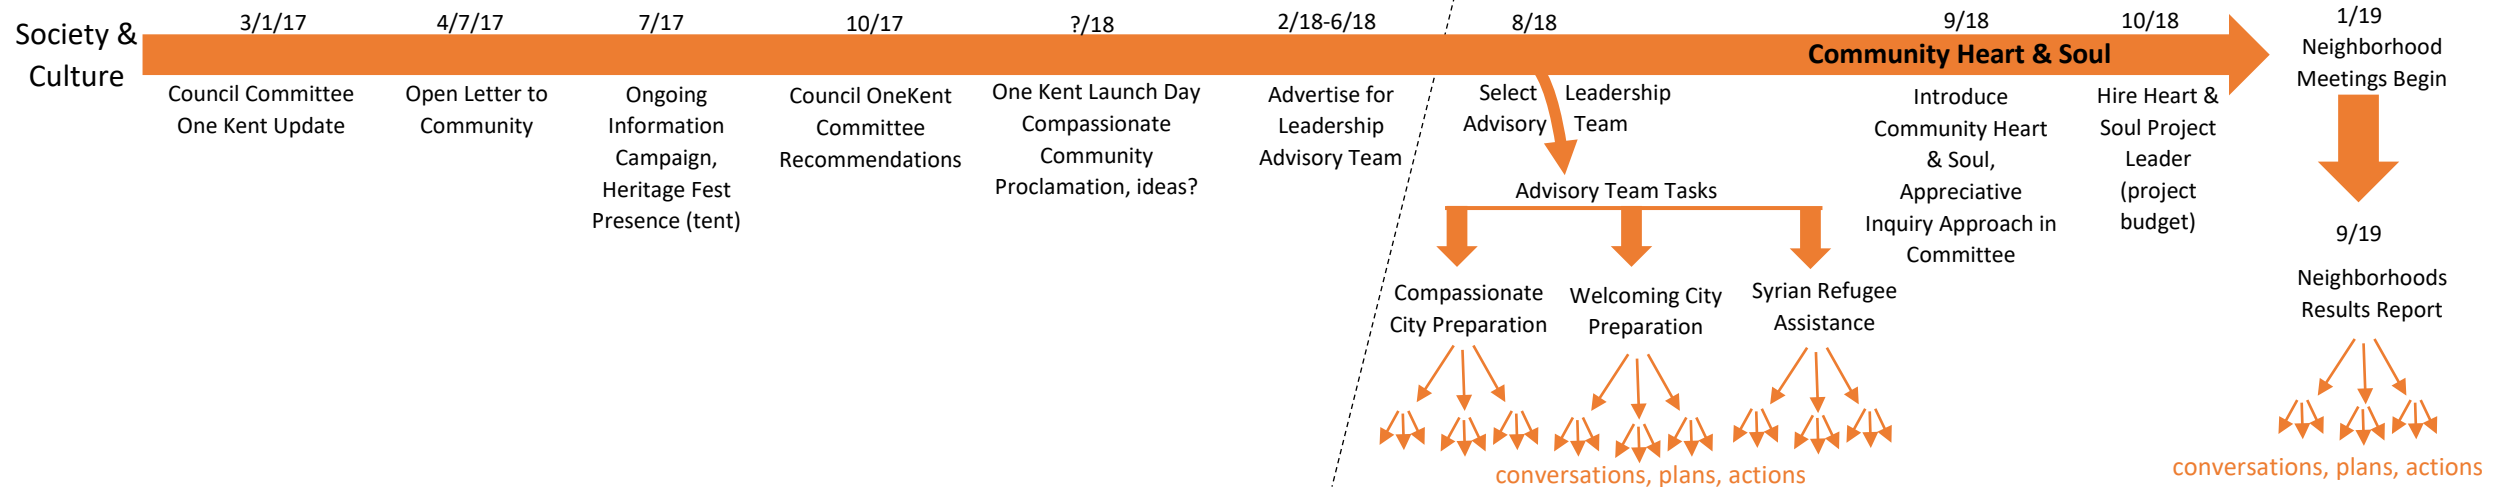 Society &
Culture
3/1/17
Council Committee
One Kent Update
4/7/17
Open Letter to
Community
7/17
Ongoing
Information
Campaign,
Heritage Fest
Presence (tent)
10/17
Council OneKent
Committee
Recommendations
?/18
One Kent Launch Day
Compassionate
Community
Proclamation, ideas?
2/18-6/18
Advertise for
Leadership
Advisory Team
8/18
Select Leadership
Advisory Team
Advisory Team Tasks
Compassionate
City Preparation
Welcoming City
Preparation
Syrian Refugee
Assistance
conversations, plans, actions
Community Heart & Soul
9/18
Introduce
Community Heart
& Soul,
Appreciative
Inquiry Approach in
Committee
10/18
Hire Heart &
Soul Project
Leader
(project
budget)
1/19
Neighborhood
Meetings Begin
9/19
Neighborhoods
Results Report
conversations, plans, actions